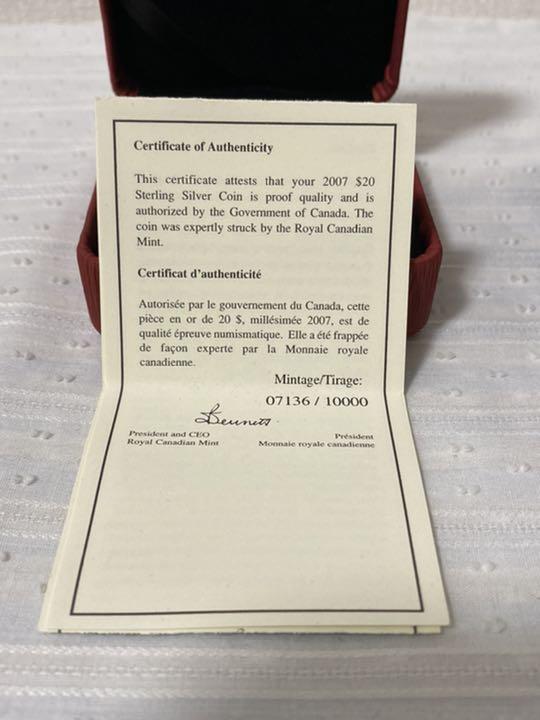 Certificate of Authenticity
This certificate attests that your 2007 $20
Sterling Silver Coin is proof quality and is
authorized by the Government of Canada. The
coin was expertly struck by the Royal Canadian
Mint.
Certificat d'authenticité
Autorisée par le gouvernement du Canada, cette
pièce en or de 20 $, millésimée 2007, est de
qualité épreuve numismatique. Elle a été frappée
de façon experte par la Monnaie royale
canadienne.
Mintage/Tirage:
07136 / 10000
President and CEO
Royal Canadian Mint
Président
Monnaie royale canadienne